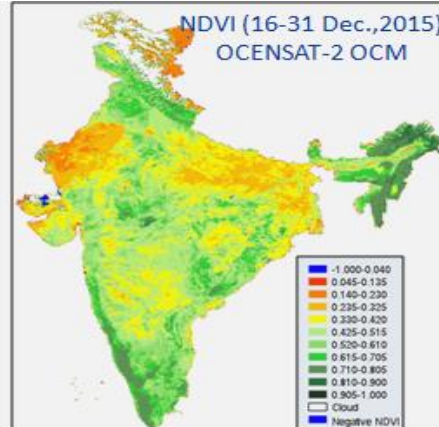 NDVI (16-31 Dec.,2015)
OCENSAT-2 OCM
-1.000-0.040
0.045-0.135
0.140-0.230
0.235-0.325
0.330-0.420
0.425-0.515
0.520-0.610
0.615-0.705
0.710-0.805
0.810-0.900
0.905-1.000
Cloud
Negative NDVI